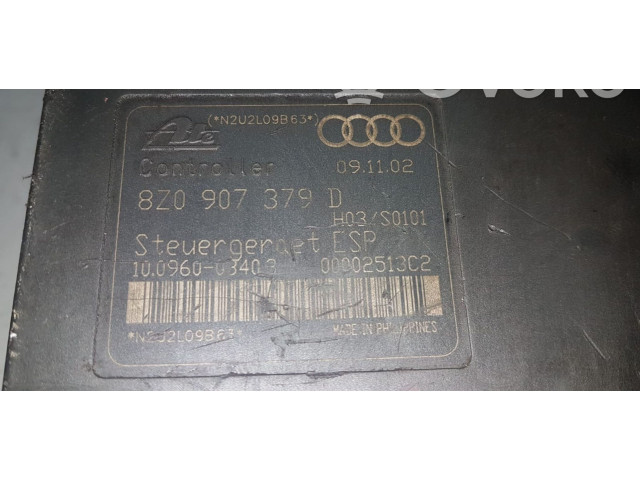 (*N2U2L09B63*)
Ate
Controller 09.11.02
8Z0 907 379 D
H03/S0101
Steuergeraet ESP
10.0960-0340.3 00002513C2
*N2U2L09B63*
MADE IN PHILIPPINES